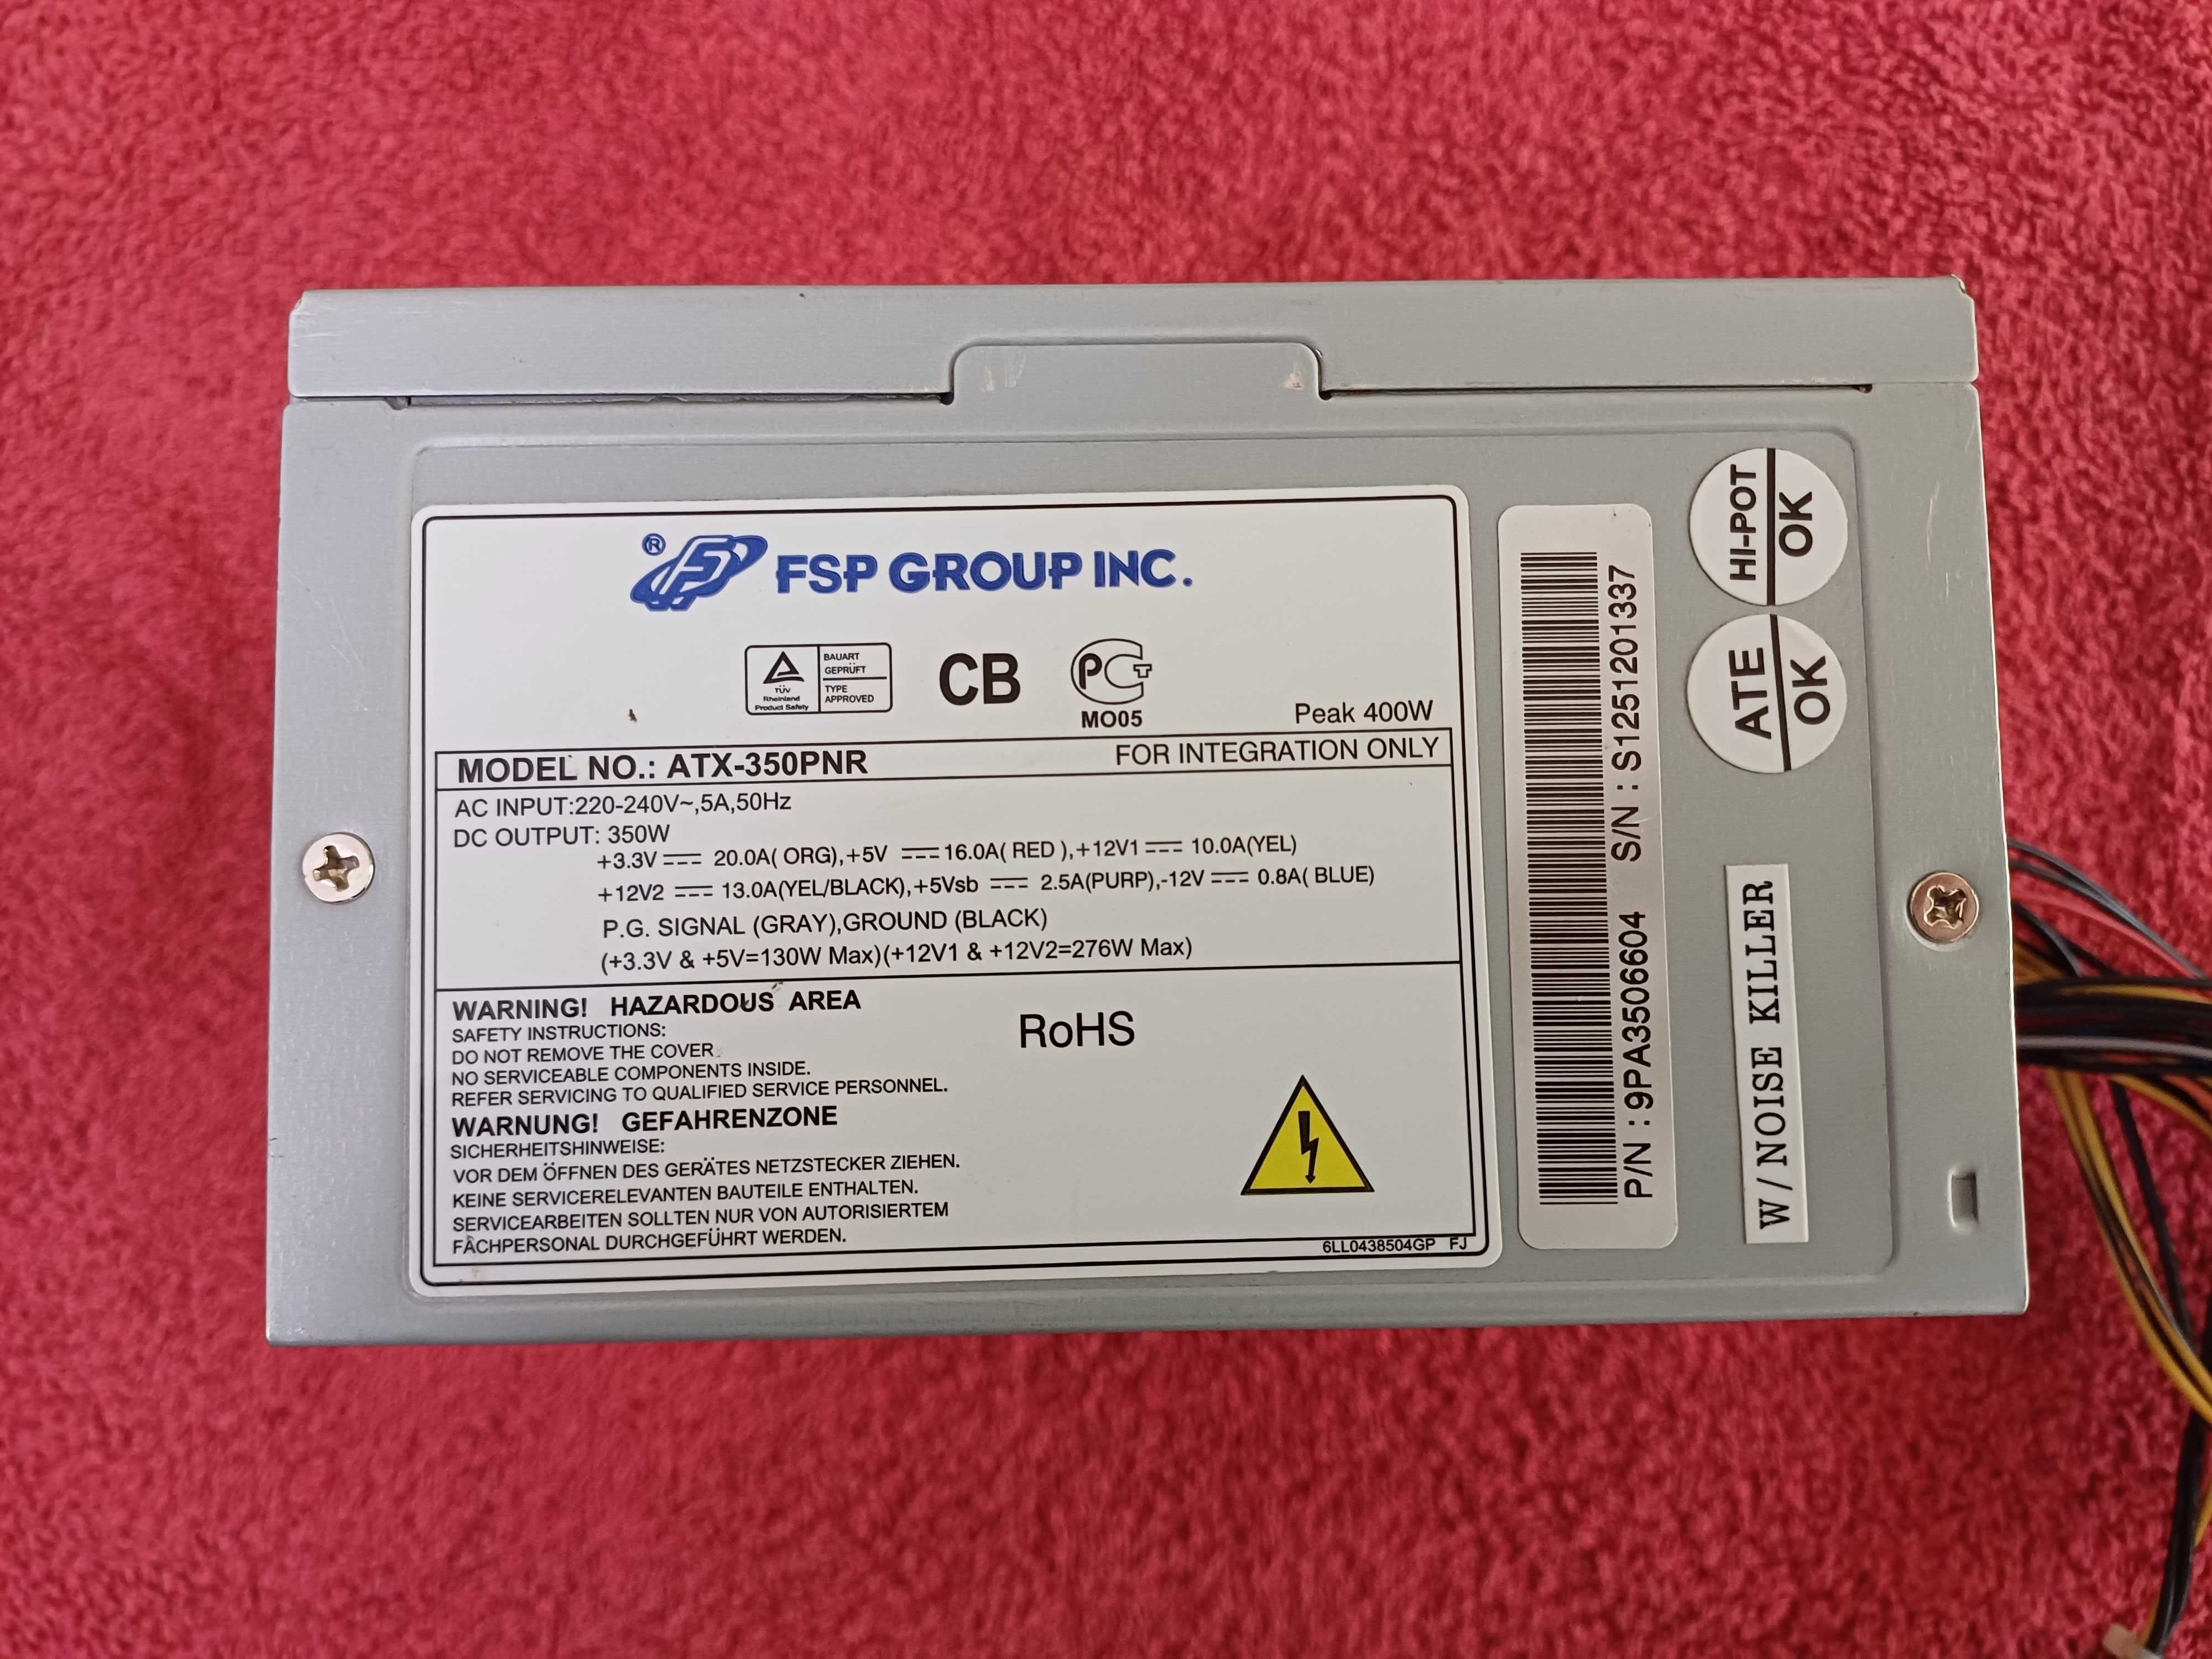 ® FSP GROUP INC.
TÜV
Rheinland
Product Safety
BAUART
GEPRÜFT
TYPE
APPROVED
CB
PCT
MO05
Peak 400W
MODEL NO.: ATX-350PNR
FOR INTEGRATION ONLY
AC INPUT:220-240V~,5A,50Hz
DC OUTPUT: 350W
+3.3V ⎓ 20.0A( ORG),+5V ⎓16.0A( RED ),+12V1 ⎓ 10.0A(YEL)
+12V2 ⎓ 13.0A(YEL/BLACK),+5Vsb ⎓ 2.5A(PURP),-12V ⎓ 0.8A( BLUE)
P.G. SIGNAL (GRAY),GROUND (BLACK)
(+3.3V & +5V=130W Max)(+12V1 & +12V2=276W Max)
WARNING! HAZARDOUS AREA
SAFETY INSTRUCTIONS:
DO NOT REMOVE THE COVER.
NO SERVICEABLE COMPONENTS INSIDE.
REFER SERVICING TO QUALIFIED SERVICE PERSONNEL.
WARNUNG! GEFAHRENZONE
SICHERHEITSHINWEISE:
VOR DEM ÖFFNEN DES GERÄTES NETZSTECKER ZIEHEN.
KEINE SERVICERELEVANTEN BAUTEILE ENTHALTEN.
SERVICEARBEITEN SOLLTEN NUR VON AUTORISIERTEM
FACHPERSONAL DURCHGEFÜHRT WERDEN.
RoHS
6LL0438504GP FJ
P/N : 9PA3506604 S/N : S1251201337
HI-POT
OK
ATE
OK
W/NOISE KILLER